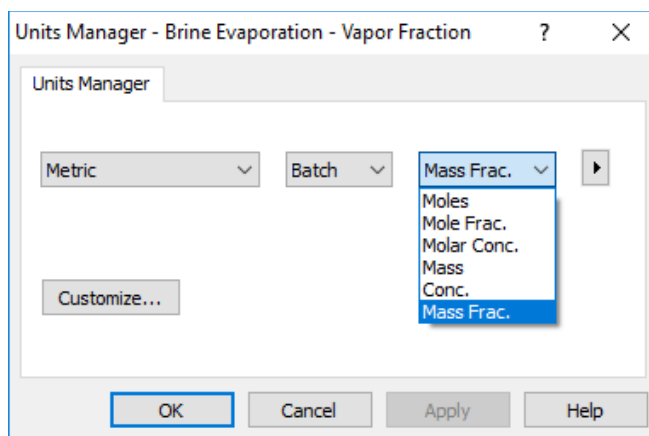 Units Manager - Brine Evaporation - Vapor Fraction ?
Units Manager
Metric Batch Mass Frac.
Moles
Mole Frac.
Molar Conc.
Mass
Conc.
Mass Frac.
Customize...
OK Cancel Apply Help